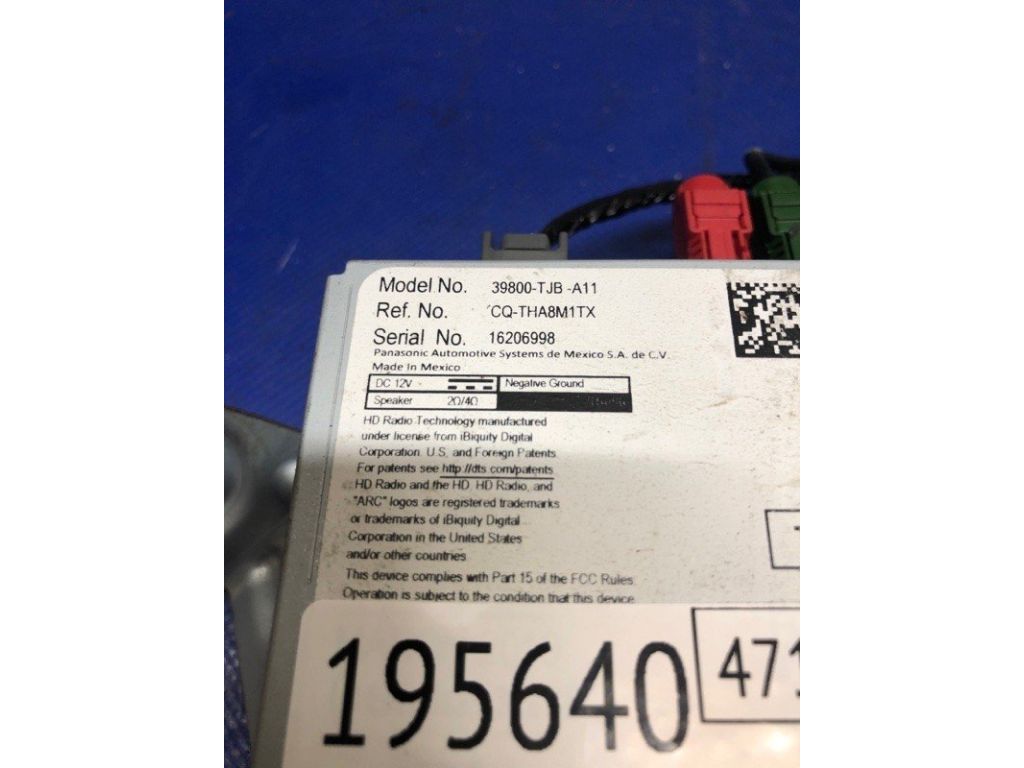 Model No. 39800-TJB -A11
Ref. No. CQ-THA8M1TX
Serial No. 16206998
Panasonic Automotive Systems de Mexico S.A. de C.V.
Made In Mexico
DC 12V Negative Ground
Speaker 2Ω/4Ω
HD Radio Technology manufactured
under license from iBiquity Digital
Corporation. U.S. and Foreign Patents.
For patents see http://dts.com/patents
HD Radio and the HD, HD Radio, and
"ARC" logos are registered trademarks
or trademarks of iBiquity Digital
Corporation in the United States
and/or other countries.
This device complies with Part 15 of the FCC Rules.
Operation is subject to the condition that this device
195640
471